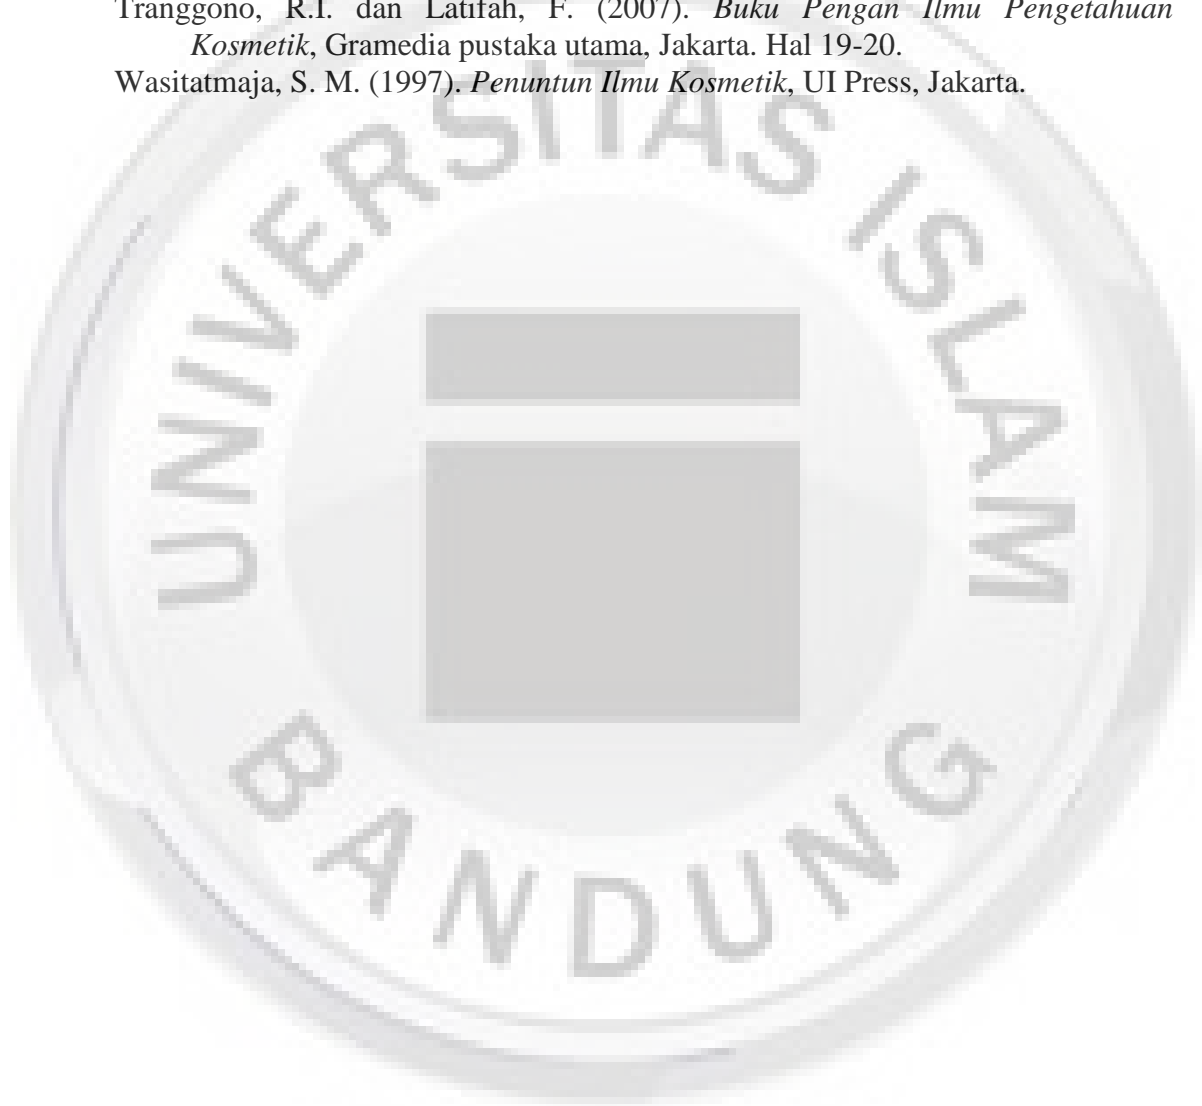 Tranggono, R.I. dan Latifah, F. (2007). Buku Pengan Ilmu Pengetahuan
Kosmetik, Gramedia pustaka utama, Jakarta. Hal 19-20.
Wasitatmaja, S. M. (1997). Penuntun Ilmu Kosmetik, UI Press, Jakarta.
UNIVERSITAS ISLAM
BANDUNG